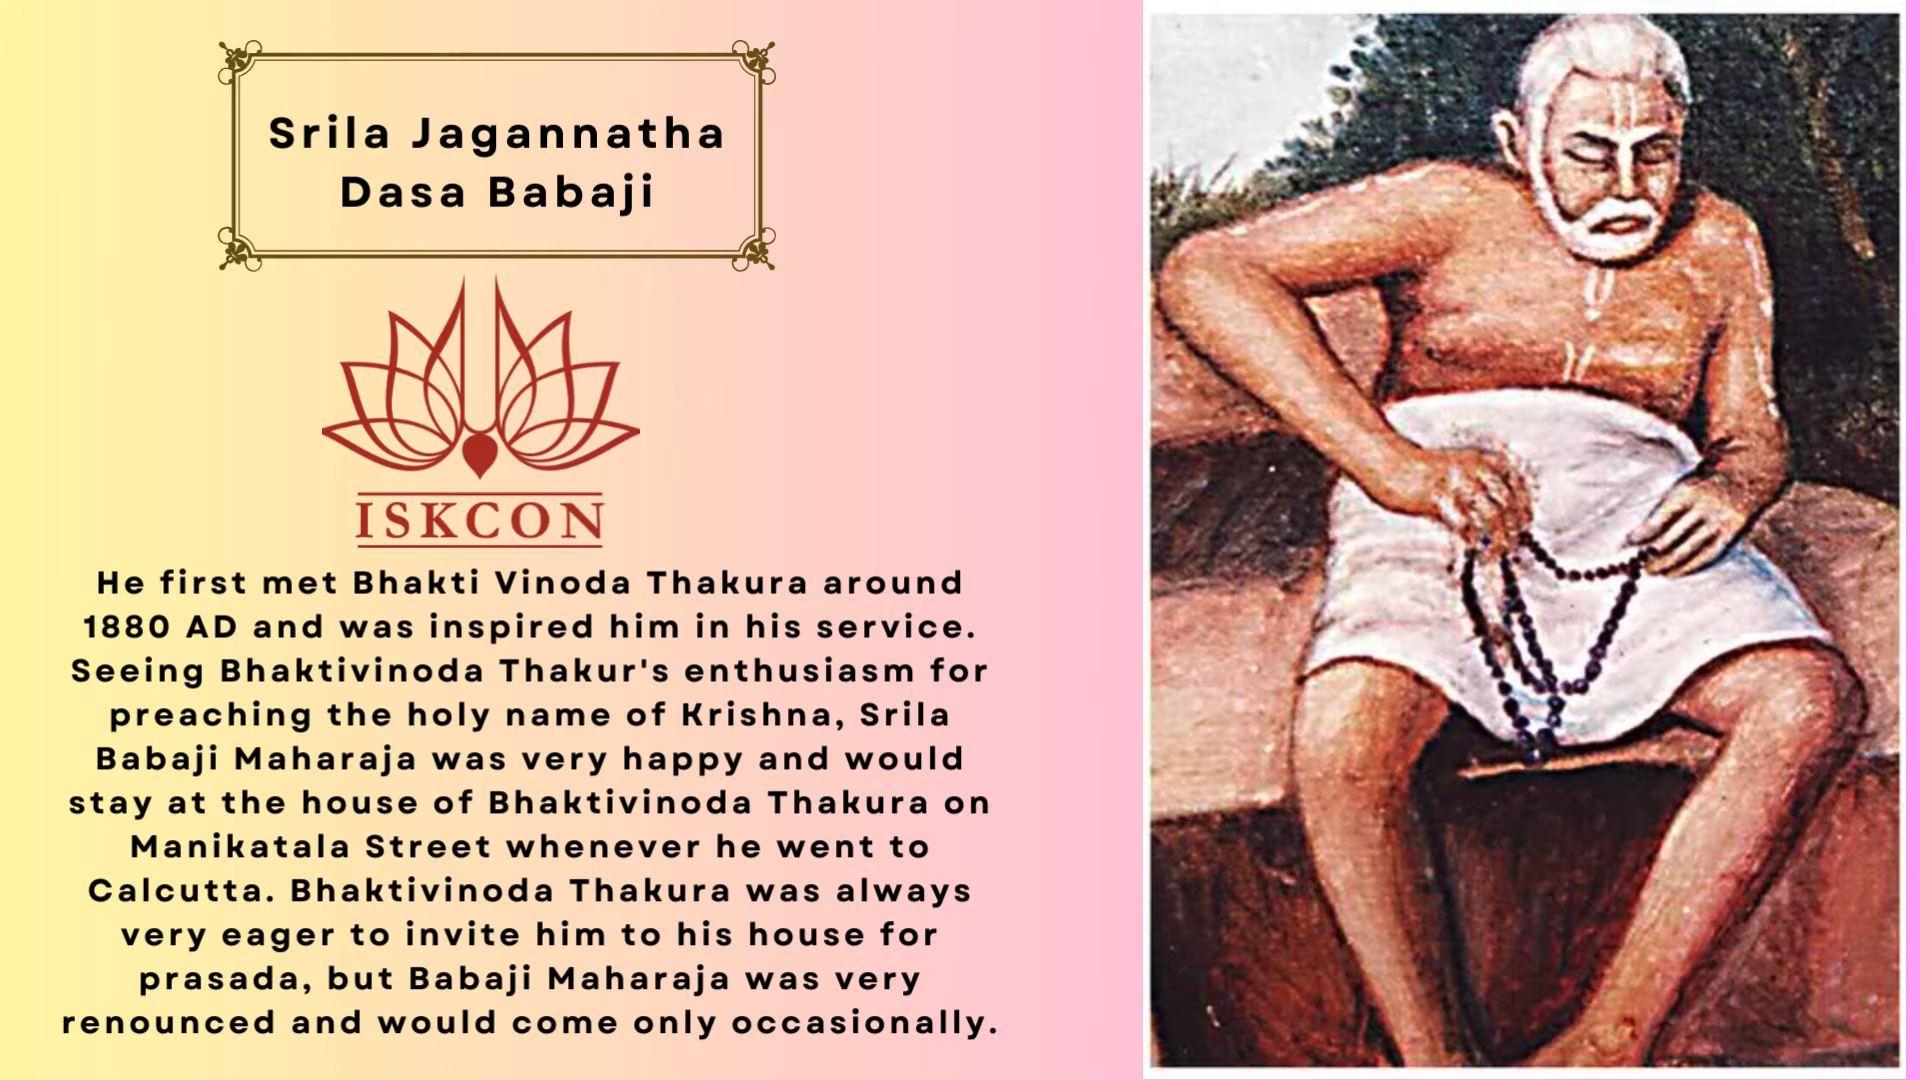 Srila Jagannatha
Dasa Babaji
ISKCON
He first met Bhakti Vinoda Thakura around
1880 AD and was inspired him in his service.
Seeing Bhaktivinoda Thakur's enthusiasm for
preaching the holy name of Krishna, Srila
Babaji Maharaja was very happy and would
stay at the house of Bhaktivinoda Thakura on
Manikatala Street whenever he went to
Calcutta. Bhaktivinoda Thakura was always
very eager to invite him to his house for
prasada, but Babaji Maharaja was very
renounced and would come only occasionally.